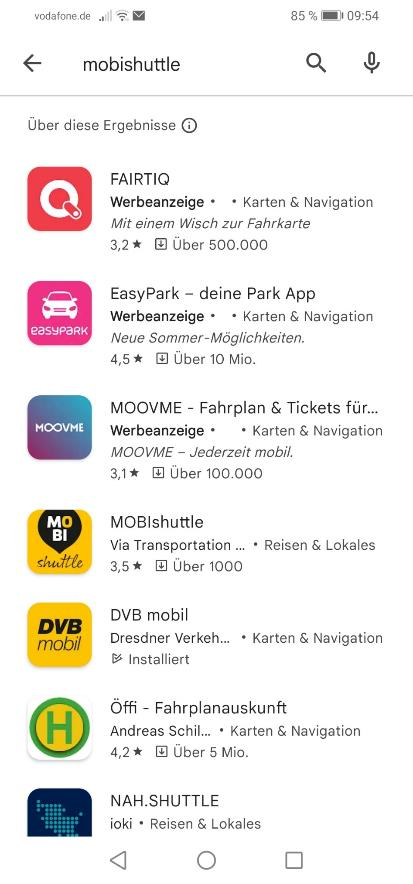 vodafone.de
85 % 09:54
mobishuttle
Über diese Ergebnisse
FAIRTIQ
Werbeanzeige • • Karten & Navigation
Mit einem Wisch zur Fahrkarte
3,2★ Über 500.000
easypark
EasyPark – deine Park App
Werbeanzeige • • Karten & Navigation
Neue Sommer-Möglichkeiten.
4,5★ Über 10 Mio.
MOOVME
MOOVME - Fahrplan & Tickets für...
Werbeanzeige • • Karten & Navigation
MOOVME – Jederzeit mobil.
3,1★ Über 100.000
MO
BI
shuttle
MOBIshuttle
Via Transportation ... • Reisen & Lokales
3,5★ Über 1000
DVB
mobil
DVB mobil
Dresdner Verkeh... • Karten & Navigation
Installiert
H
Öffi - Fahrplanauskunft
Andreas Schil... • Karten & Navigation
4,2★ Über 5 Mio.
NAH.SHUTTLE
ioki • Reisen & Lokales